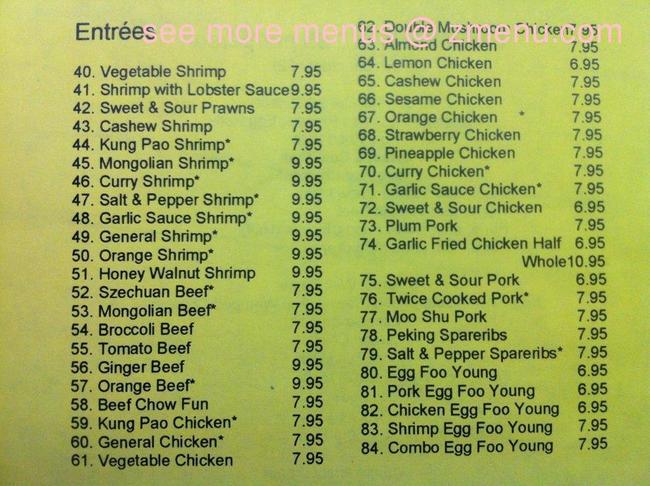 Entrées
see more menus @ zmenu.com
40. Vegetable Shrimp 7.95
41. Shrimp with Lobster Sauce 9.95
42. Sweet & Sour Prawns 7.95
43. Cashew Shrimp 7.95
44. Kung Pao Shrimp* 7.95
45. Mongolian Shrimp* 9.95
46. Curry Shrimp* 9.95
47. Salt & Pepper Shrimp* 9.95
48. Garlic Sauce Shrimp* 9.95
49. General Shrimp* 9.95
50. Orange Shrimp* 9.95
51. Honey Walnut Shrimp 9.95
52. Szechuan Beef* 7.95
53. Mongolian Beef* 7.95
54. Broccoli Beef 7.95
55. Tomato Beef 7.95
56. Ginger Beef 9.95
57. Orange Beef* 9.95
58. Beef Chow Fun 7.95
59. Kung Pao Chicken* 7.95
60. General Chicken* 7.95
61. Vegetable Chicken 7.95
62. Double Mushroom Chicken 7.95
63. Almond Chicken 7.95
64. Lemon Chicken 6.95
65. Cashew Chicken 7.95
66. Sesame Chicken 7.95
67. Orange Chicken * 7.95
68. Strawberry Chicken 7.95
69. Pineapple Chicken 7.95
70. Curry Chicken* 7.95
71. Garlic Sauce Chicken* 7.95
72. Sweet & Sour Chicken 6.95
73. Plum Pork 7.95
74. Garlic Fried Chicken Half 6.95
Whole 10.95
75. Sweet & Sour Pork 6.95
76. Twice Cooked Pork* 7.95
77. Moo Shu Pork 7.95
78. Peking Spareribs 7.95
79. Salt & Pepper Spareribs* 7.95
80. Egg Foo Young 6.95
81. Pork Egg Foo Young 6.95
82. Chicken Egg Foo Young 6.95
83. Shrimp Egg Foo Young 7.95
84. Combo Egg Foo Young 7.95